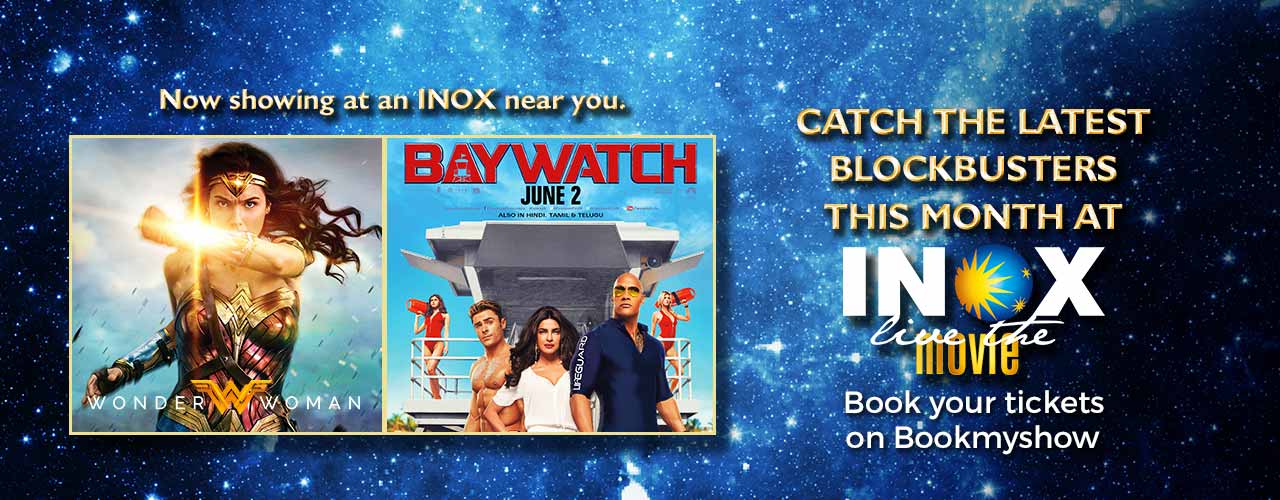 Now showing at an INOX near you.
WONDER W WOMAN
BAYWATCH
JUNE 2
ALSO IN HINDI, TAMIL & TELUGU
LIFEGUARD
CATCH THE LATEST
BLOCKBUSTERS
THIS MONTH AT
INOX
live the
movie
Book your tickets
on Bookmyshow